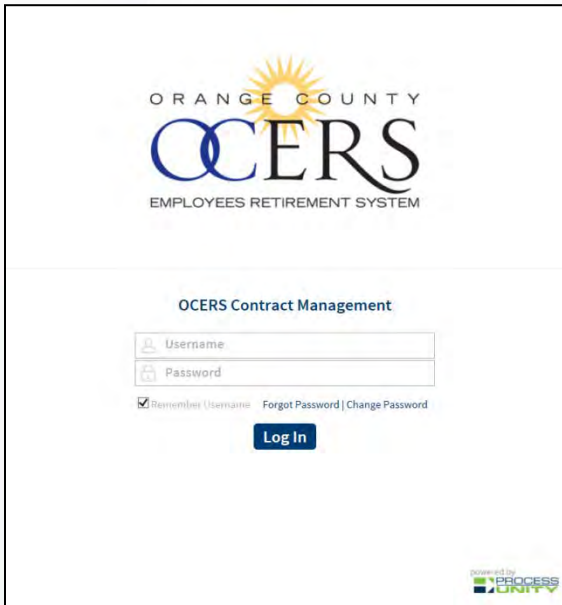 ORANGE COUNTY
OCERS
EMPLOYEES RETIREMENT SYSTEM
OCERS Contract Management
Username
Password
Remember Username Forgot Password | Change Password
Log In
powered by
PROCESS
UNITY